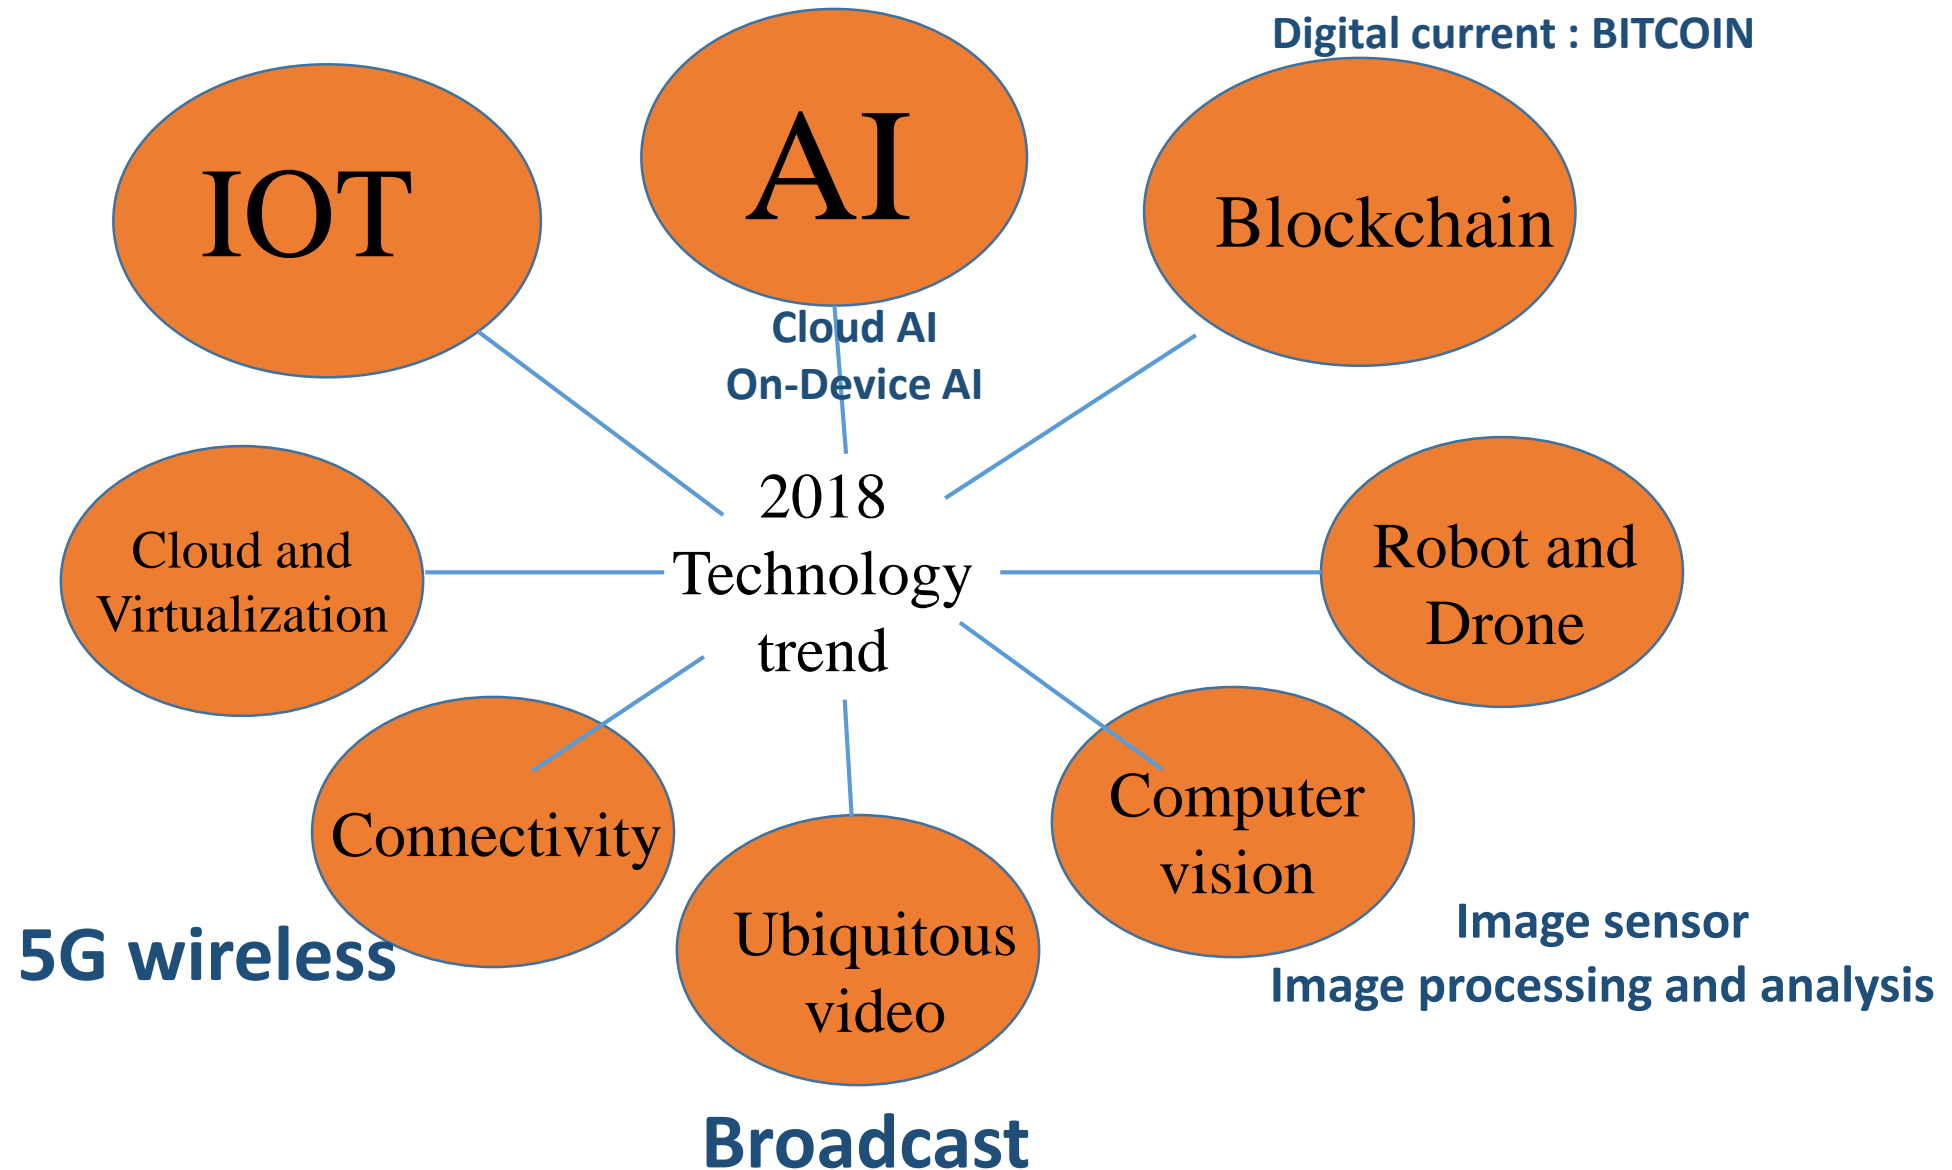 Digital current : BITCOIN
IOT
AI
Blockchain
Cloud AI
On-Device AI
2018
Technology
trend
Cloud and
Virtualization
Robot and
Drone
Connectivity
5G wireless
Ubiquitous
video
Broadcast
Computer
vision
Image sensor
Image processing and analysis